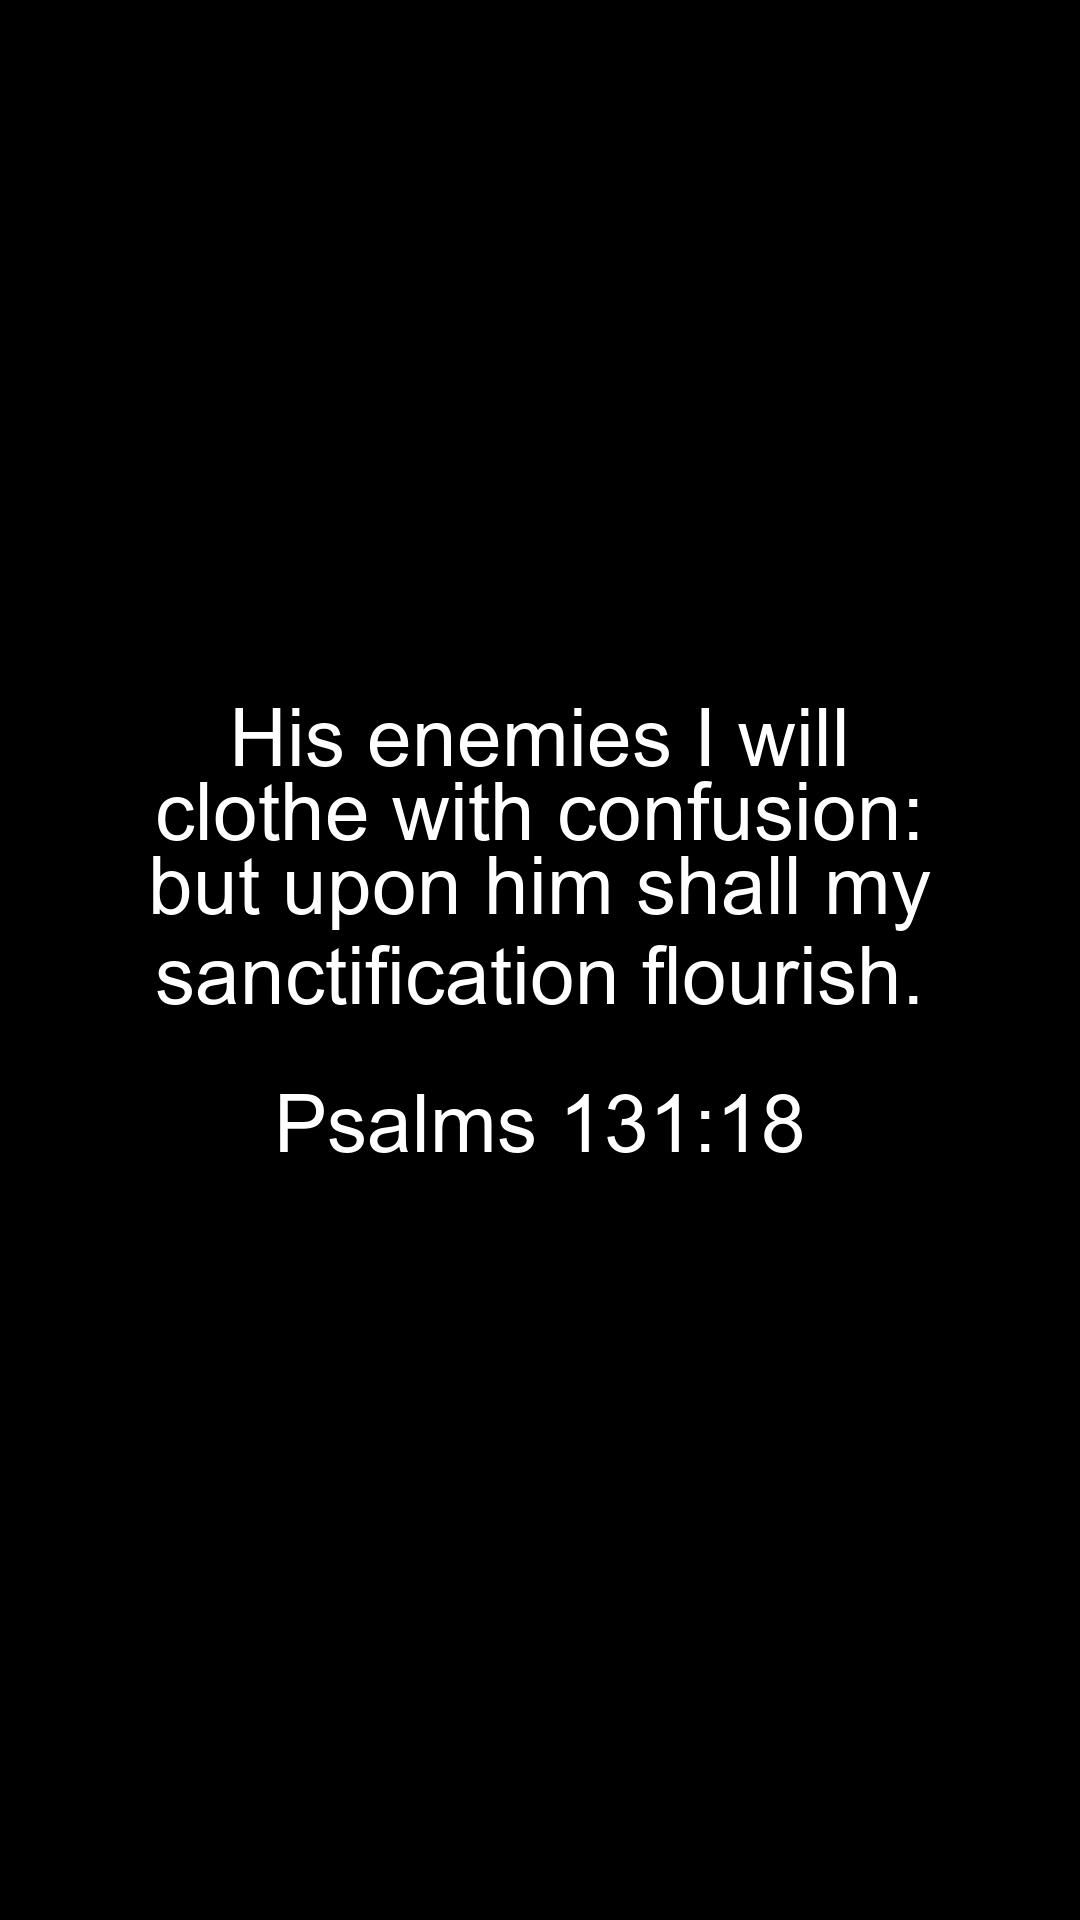 His enemies I will
clothe with confusion:
but upon him shall my
sanctification flourish.
Psalms 131:18